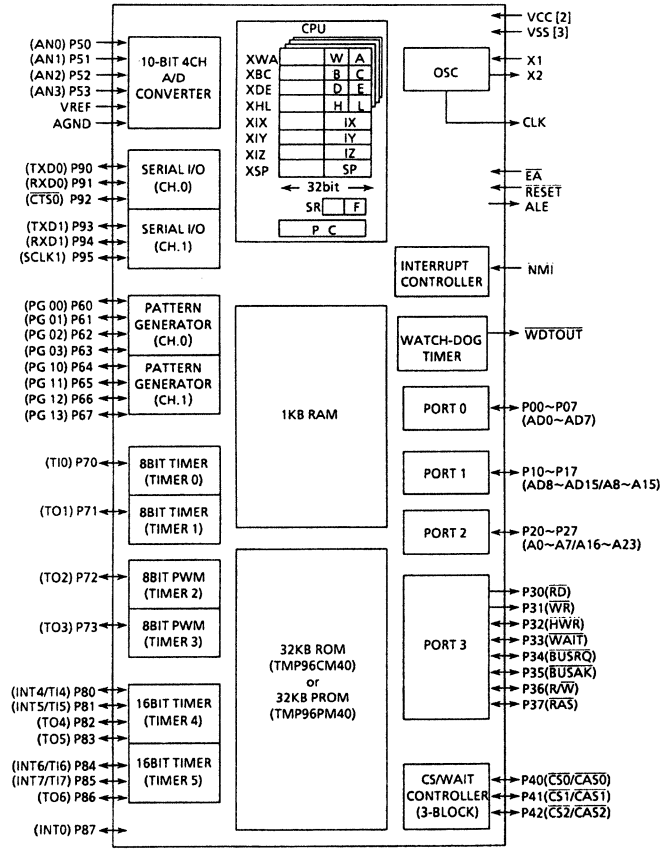 (AN0) P50
(AN1) P51
(AN2) P52
(AN3) P53
VREF
AGND
10-BIT 4CH
A/D
CONVERTER
(TXD0) P90
(RXD0) P91
(CTS0) P92
SERIAL I/O
(CH.0)
(TXD1) P93
(RXD1) P94
(SCLK1) P95
SERIAL I/O
(CH.1)
(PG 00) P60
(PG 01) P61
(PG 02) P62
(PG 03) P63
PATTERN
GENERATOR
(CH.0)
(PG 10) P64
(PG 11) P65
(PG 12) P66
(PG 13) P67
PATTERN
GENERATOR
(CH.1)
(TI0) P70
8BIT TIMER
(TIMER 0)
(TO1) P71
8BIT TIMER
(TIMER 1)
(TO2) P72
8BIT PWM
(TIMER 2)
(TO3) P73
8BIT PWM
(TIMER 3)
(INT4/TI4) P80
(INT5/TI5) P81
(TO4) P82
(TO5) P83
16BIT TIMER
(TIMER 4)
(INT6/TI6) P84
(INT7/TI7) P85
(TO6) P86
16BIT TIMER
(TIMER 5)
(INT0) P87
CPU
XWA W A
XBC B C
XDE D E
XHL H L
XIX IX
XIY IY
XIZ IZ
XSP SP
32bit
SR F
P C
1KB RAM
32KB ROM
(TMP96CM40)
or
32KB PROM
(TMP96PM40)
VCC [2]
VSS [3]
OSC
X1
X2
CLK
EA
RESET
ALE
INTERRUPT
CONTROLLER
NMI
WATCH-DOG
TIMER
WDTOUT
PORT 0
P00~P07
(AD0~AD7)
PORT 1
P10~P17
(AD8~AD15/A8~A15)
PORT 2
P20~P27
(A0~A7/A16~A23)
PORT 3
P30(RD)
P31(WR)
P32(HWR)
P33(WAIT)
P34(BUSRQ)
P35(BUSAK)
P36(R/W)
P37(RAS)
CS/WAIT
CONTROLLER
(3-BLOCK)
P40(CS0/CAS0)
P41(CS1/CAS1)
P42(CS2/CAS2)